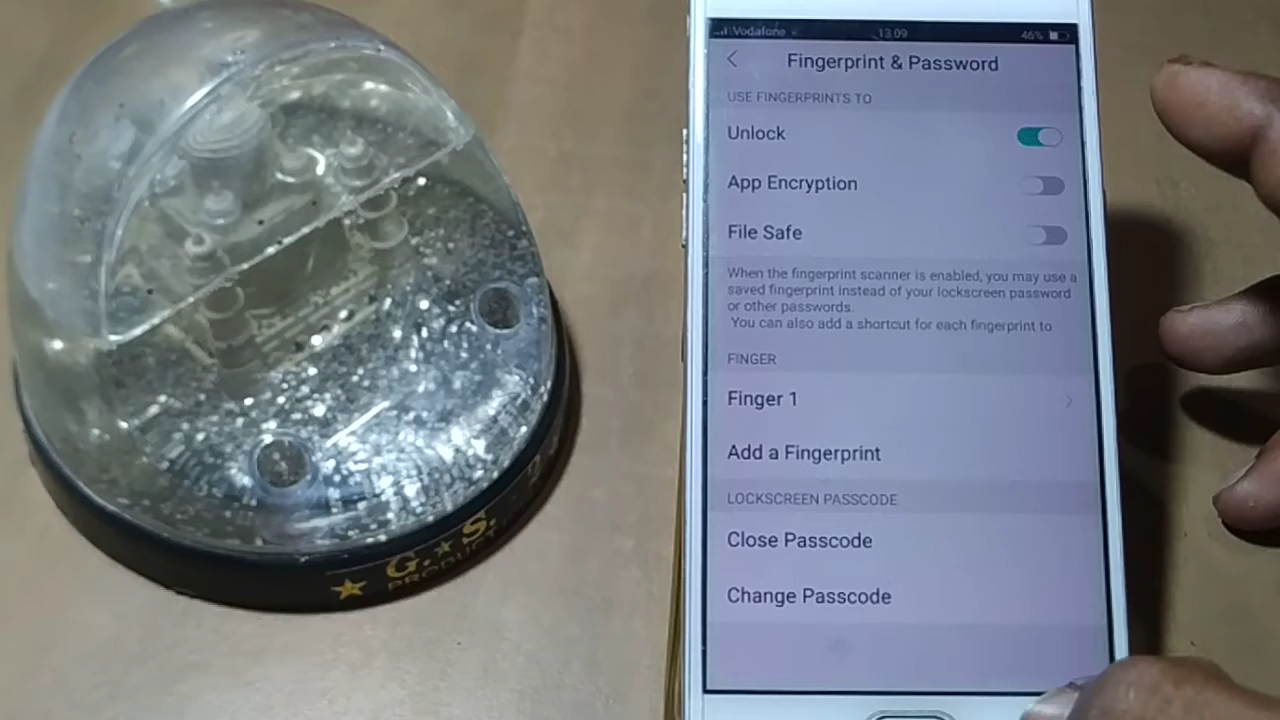 G.★S.
PRODUCT
Vodafone
13:09
46%
Fingerprint & Password
USE FINGERPRINTS TO
Unlock
App Encryption
File Safe
When the fingerprint scanner is enabled, you may use a
saved fingerprint instead of your lockscreen password
or other passwords.
You can also add a shortcut for each fingerprint to
FINGER
Finger 1
Add a Fingerprint
LOCKSCREEN PASSCODE
Close Passcode
Change Passcode